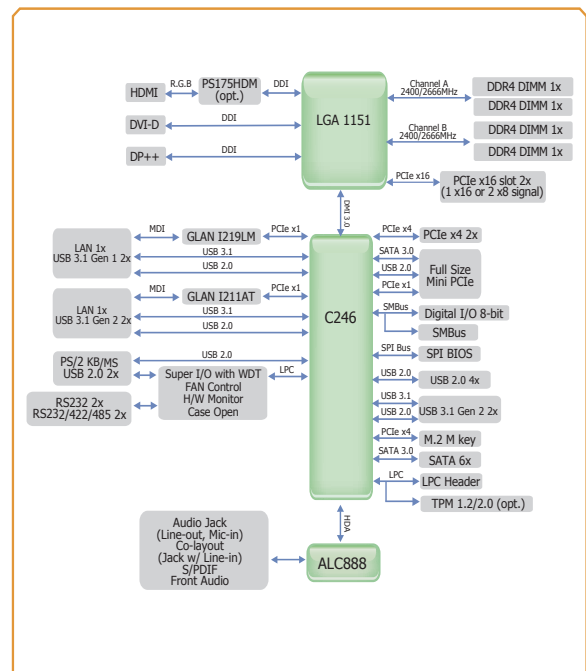 HDMI
R.G.B
PS175HDM
(opt.)
DDI
DVI-D
DDI
DP++
DDI
LGA 1151
Channel A
2400/2666MHz
DDR4 DIMM 1x
DDR4 DIMM 1x
Channel B
2400/2666MHz
DDR4 DIMM 1x
DDR4 DIMM 1x
PCIe x16
PCIe x16 slot 2x
(1 x16 or 2 x8 signal)
DMI 3.0
LAN 1x
USB 3.1 Gen 1 2x
MDI
GLAN I219LM
PCIe x1
USB 3.1
USB 2.0
LAN 1x
USB 3.1 Gen 2 2x
MDI
GLAN I211AT
PCIe x1
USB 3.1
USB 2.0
PS/2 KB/MS
USB 2.0 2x
USB 2.0
Super I/O with WDT
FAN Control
H/W Monitor
Case Open
LPC
RS232 2x
RS232/422/485 2x
C246
PCIe x4
PCIe x4 2x
SATA 3.0
USB 2.0
PCIe x1
Full Size
Mini PCIe
SMBus
Digital I/O 8-bit
SMBus
SPI Bus
SPI BIOS
USB 2.0
USB 2.0 4x
USB 3.1
USB 2.0
USB 3.1 Gen 2 2x
PCIe x4
M.2 M key
SATA 3.0
SATA 6x
LPC
LPC Header
TPM 1.2/2.0 (opt.)
HDA
Audio Jack
(Line-out, Mic-in)
Co-layout
(Jack w/ Line-in)
S/PDIF
Front Audio
ALC888